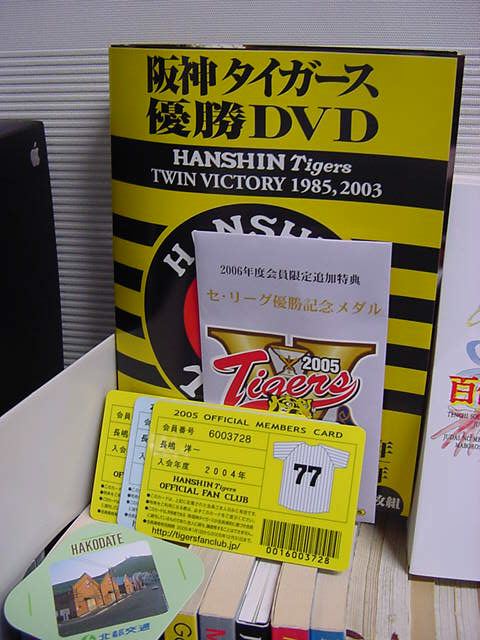 阪神タイガース
優勝DVD
HANSHIN Tigers
TWIN VICTORY 1985, 2003
HANSHIN
2006年度会員限定追加特典
セ・リーグ優勝記念メダル
2005
Tigers
2005 OFFICIAL MEMBERS CARD
会員番号 6003728
長嶋 洋一
入会年度 2004年
HANSHIN Tigers
OFFICIAL FAN CLUB
http://tigersfanclub.jp/
77
0016003728
枚組
百
HAKODATE
北都交通